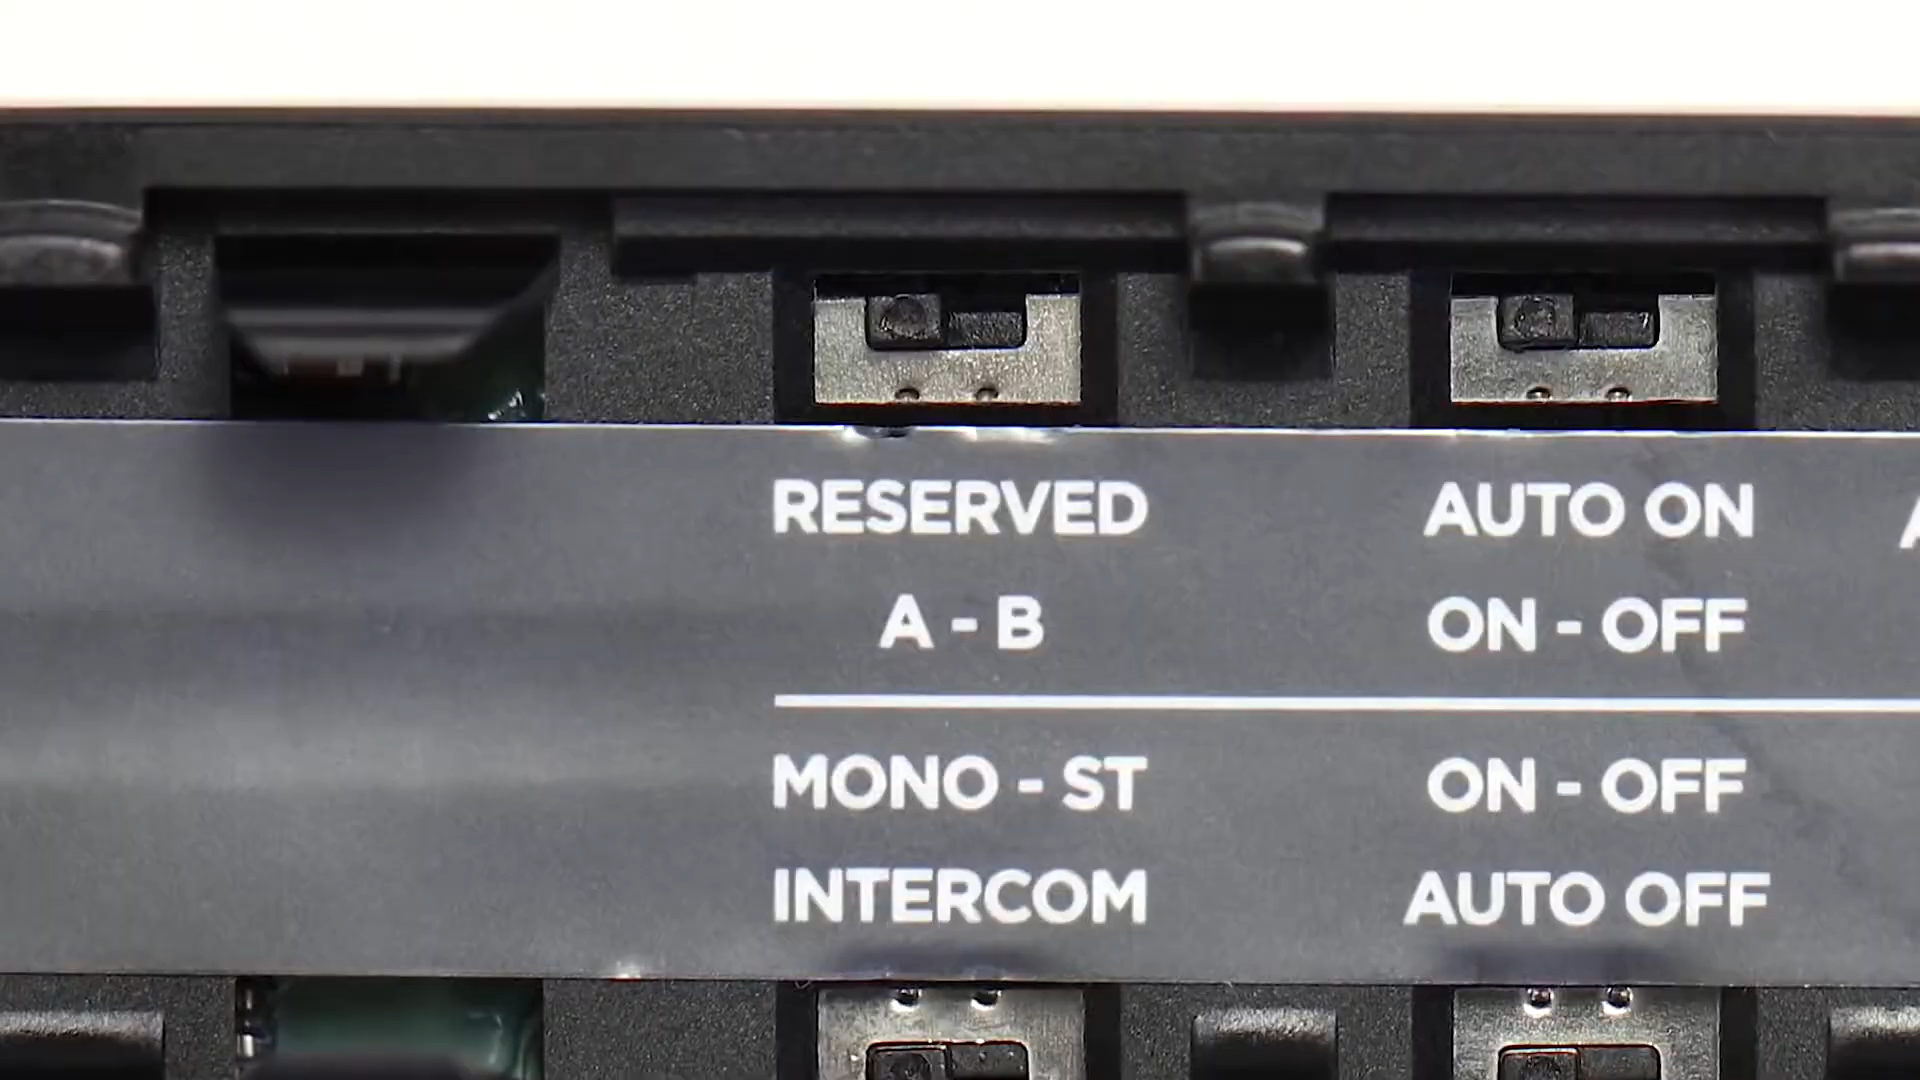 RESERVED AUTO ON
A - B ON - OFF
MONO - ST ON - OFF
INTERCOM AUTO OFF